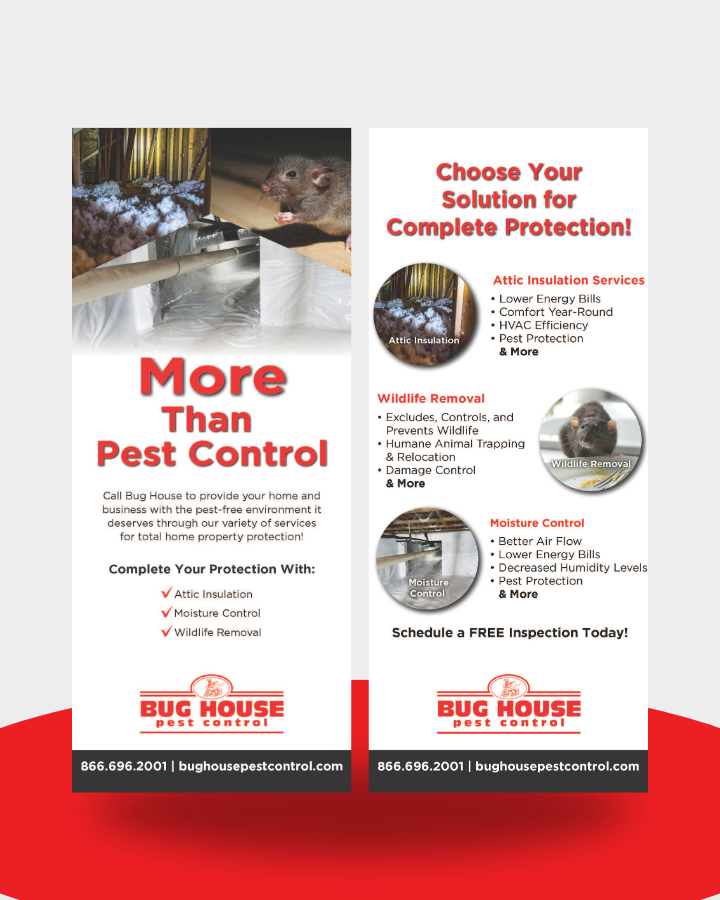 More
Than
Pest Control
Call Bug House to provide your home and
business with the pest-free environment it
deserves through our variety of services
for total home property protection!
Complete Your Protection With:
Attic Insulation
Moisture Control
Wildlife Removal
BUG HOUSE
pest control
866.696.2001 | bughousepestcontrol.com
Choose Your
Solution for
Complete Protection!
Attic Insulation
Attic Insulation Services
• Lower Energy Bills
• Comfort Year-Round
• HVAC Efficiency
• Pest Protection
& More
Wildlife Removal
• Excludes, Controls, and
Prevents Wildlife
• Humane Animal Trapping
& Relocation
• Damage Control
& More
Wildlife Removal
Moisture
Control
Moisture Control
• Better Air Flow
• Lower Energy Bills
• Decreased Humidity Levels
• Pest Protection
& More
Schedule a FREE Inspection Today!
BUG HOUSE
pest control
866.696.2001 | bughousepestcontrol.com